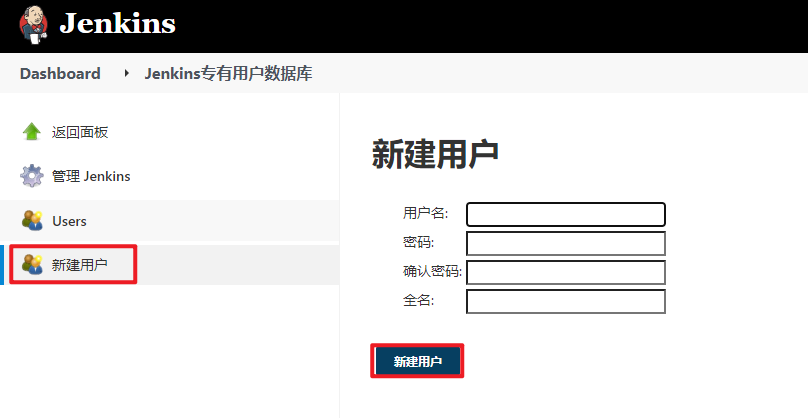 Jenkins
Dashboard Jenkins专有用户数据库
返回面板
管理 Jenkins
Users
新建用户
新建用户
用户名:
密码:
确认密码:
全名:
新建用户